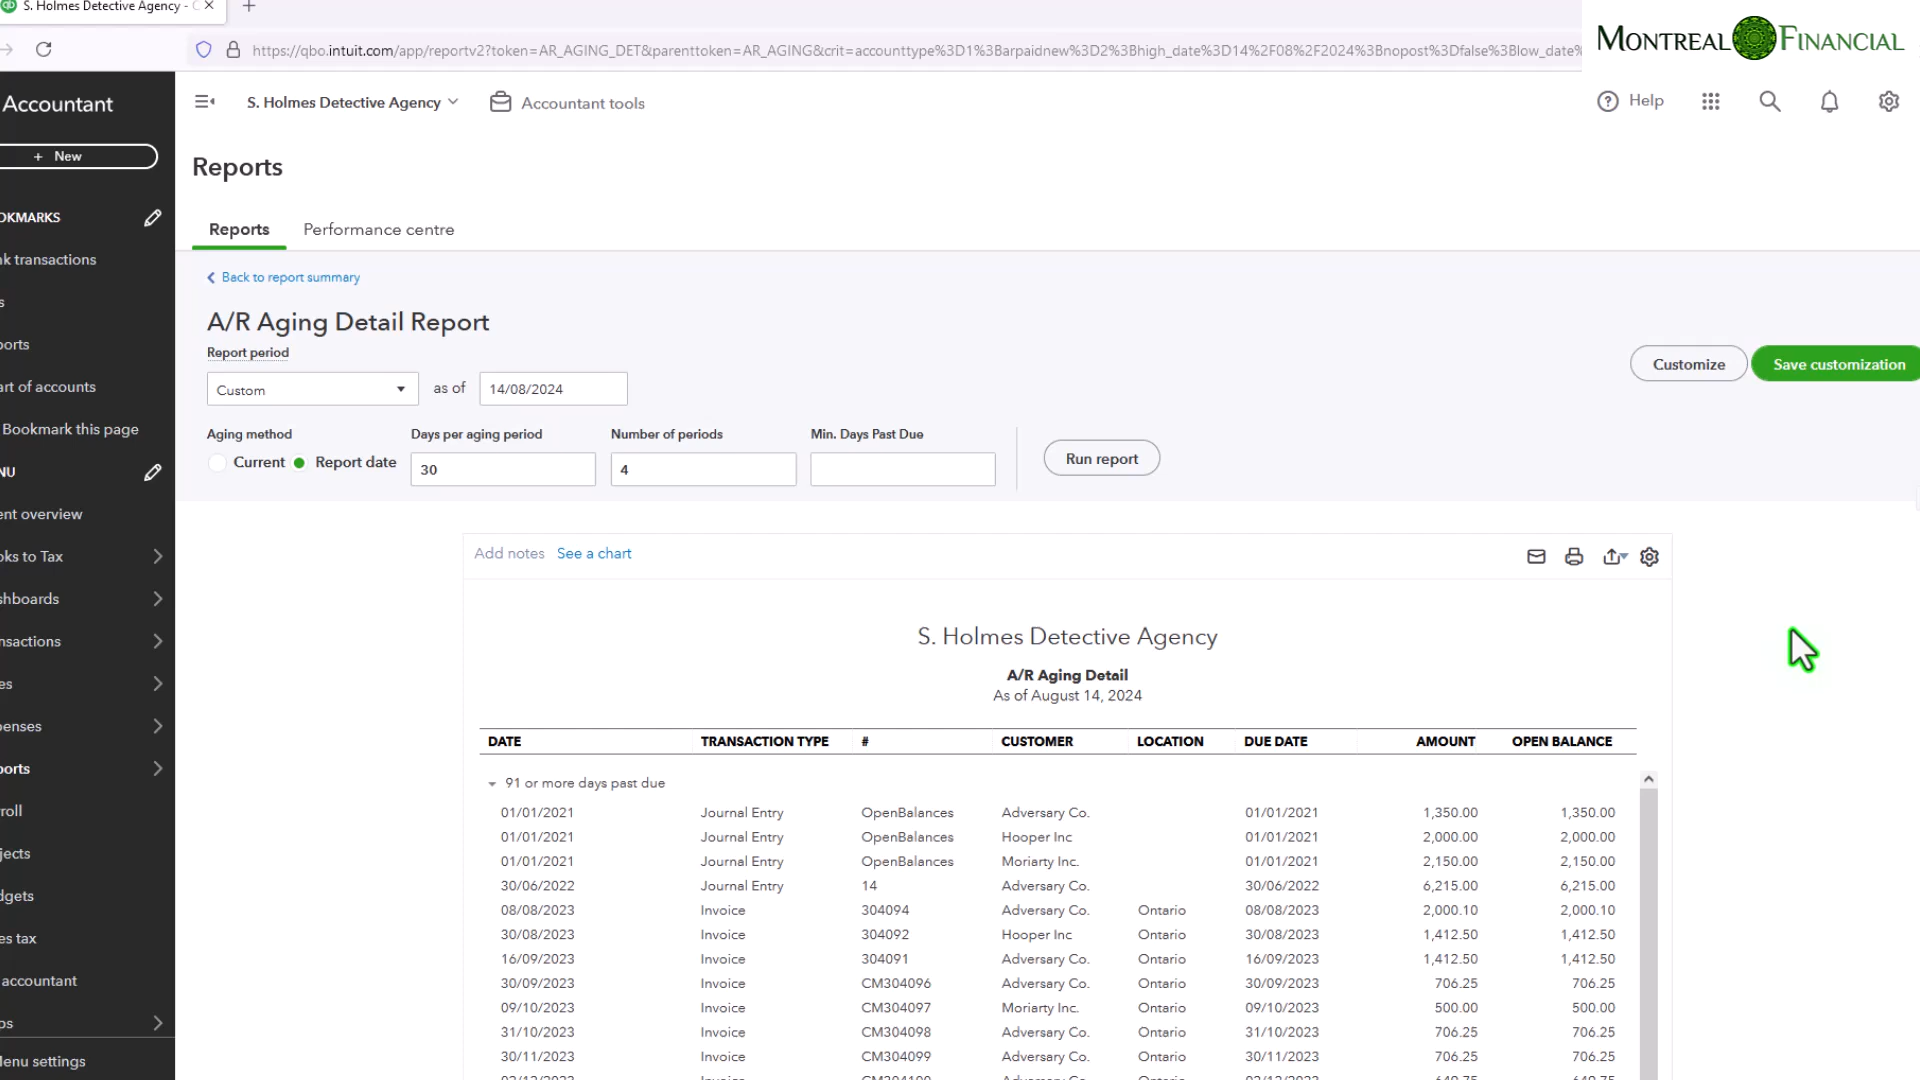 S. Holmes Detective Agency -
https://qbo.intuit.com/app/reportv2?token=AR_AGING_DET&parenttoken=AR_AGING&crit=accounttype%3D1%3Barpaidnew%3D2%3Bhigh_date%3D14%2F08%2F2024%3Bnopost%3Dfalse%3Blow_date%
MONTREAL FINANCIAL
Accountant
S. Holmes Detective Agency
Accountant tools
Help
+ New
Reports
OKMARKS
Reports
Performance centre
nk transactions
Back to report summary
s
A/R Aging Detail Report
orts
Report period
Customize
Save customization
art of accounts
Custom
as of
14/08/2024
Bookmark this page
Aging method
Days per aging period
Number of periods
Min. Days Past Due
Current
Report date
30
4
Run report
NU
ent overview
oks to Tax
Add notes
See a chart
shboards
nsactions
S. Holmes Detective Agency
A/R Aging Detail
As of August 14, 2024
es
penses
DATE TRANSACTION TYPE # CUSTOMER LOCATION DUE DATE AMOUNT OPEN BALANCE
orts
91 or more days past due
roll
01/01/2021 Journal Entry OpenBalances Adversary Co. 01/01/2021 1,350.00 1,350.00
01/01/2021 Journal Entry OpenBalances Hooper Inc 01/01/2021 2,000.00 2,000.00
jects
01/01/2021 Journal Entry OpenBalances Moriarty Inc. 01/01/2021 2,150.00 2,150.00
30/06/2022 Journal Entry 14 Adversary Co. 30/06/2022 6,215.00 6,215.00
dgets
08/08/2023 Invoice 304094 Adversary Co. Ontario 08/08/2023 2,000.10 2,000.10
30/08/2023 Invoice 304092 Hooper Inc Ontario 30/08/2023 1,412.50 1,412.50
es tax
16/09/2023 Invoice 304091 Adversary Co. Ontario 16/09/2023 1,412.50 1,412.50
accountant
30/09/2023 Invoice CM304096 Adversary Co. Ontario 30/09/2023 706.25 706.25
09/10/2023 Invoice CM304097 Moriarty Inc. Ontario 09/10/2023 500.00 500.00
ps
31/10/2023 Invoice CM304098 Adversary Co. Ontario 31/10/2023 706.25 706.25
30/11/2023 Invoice CM304099 Adversary Co. Ontario 30/11/2023 706.25 706.25
enu settings